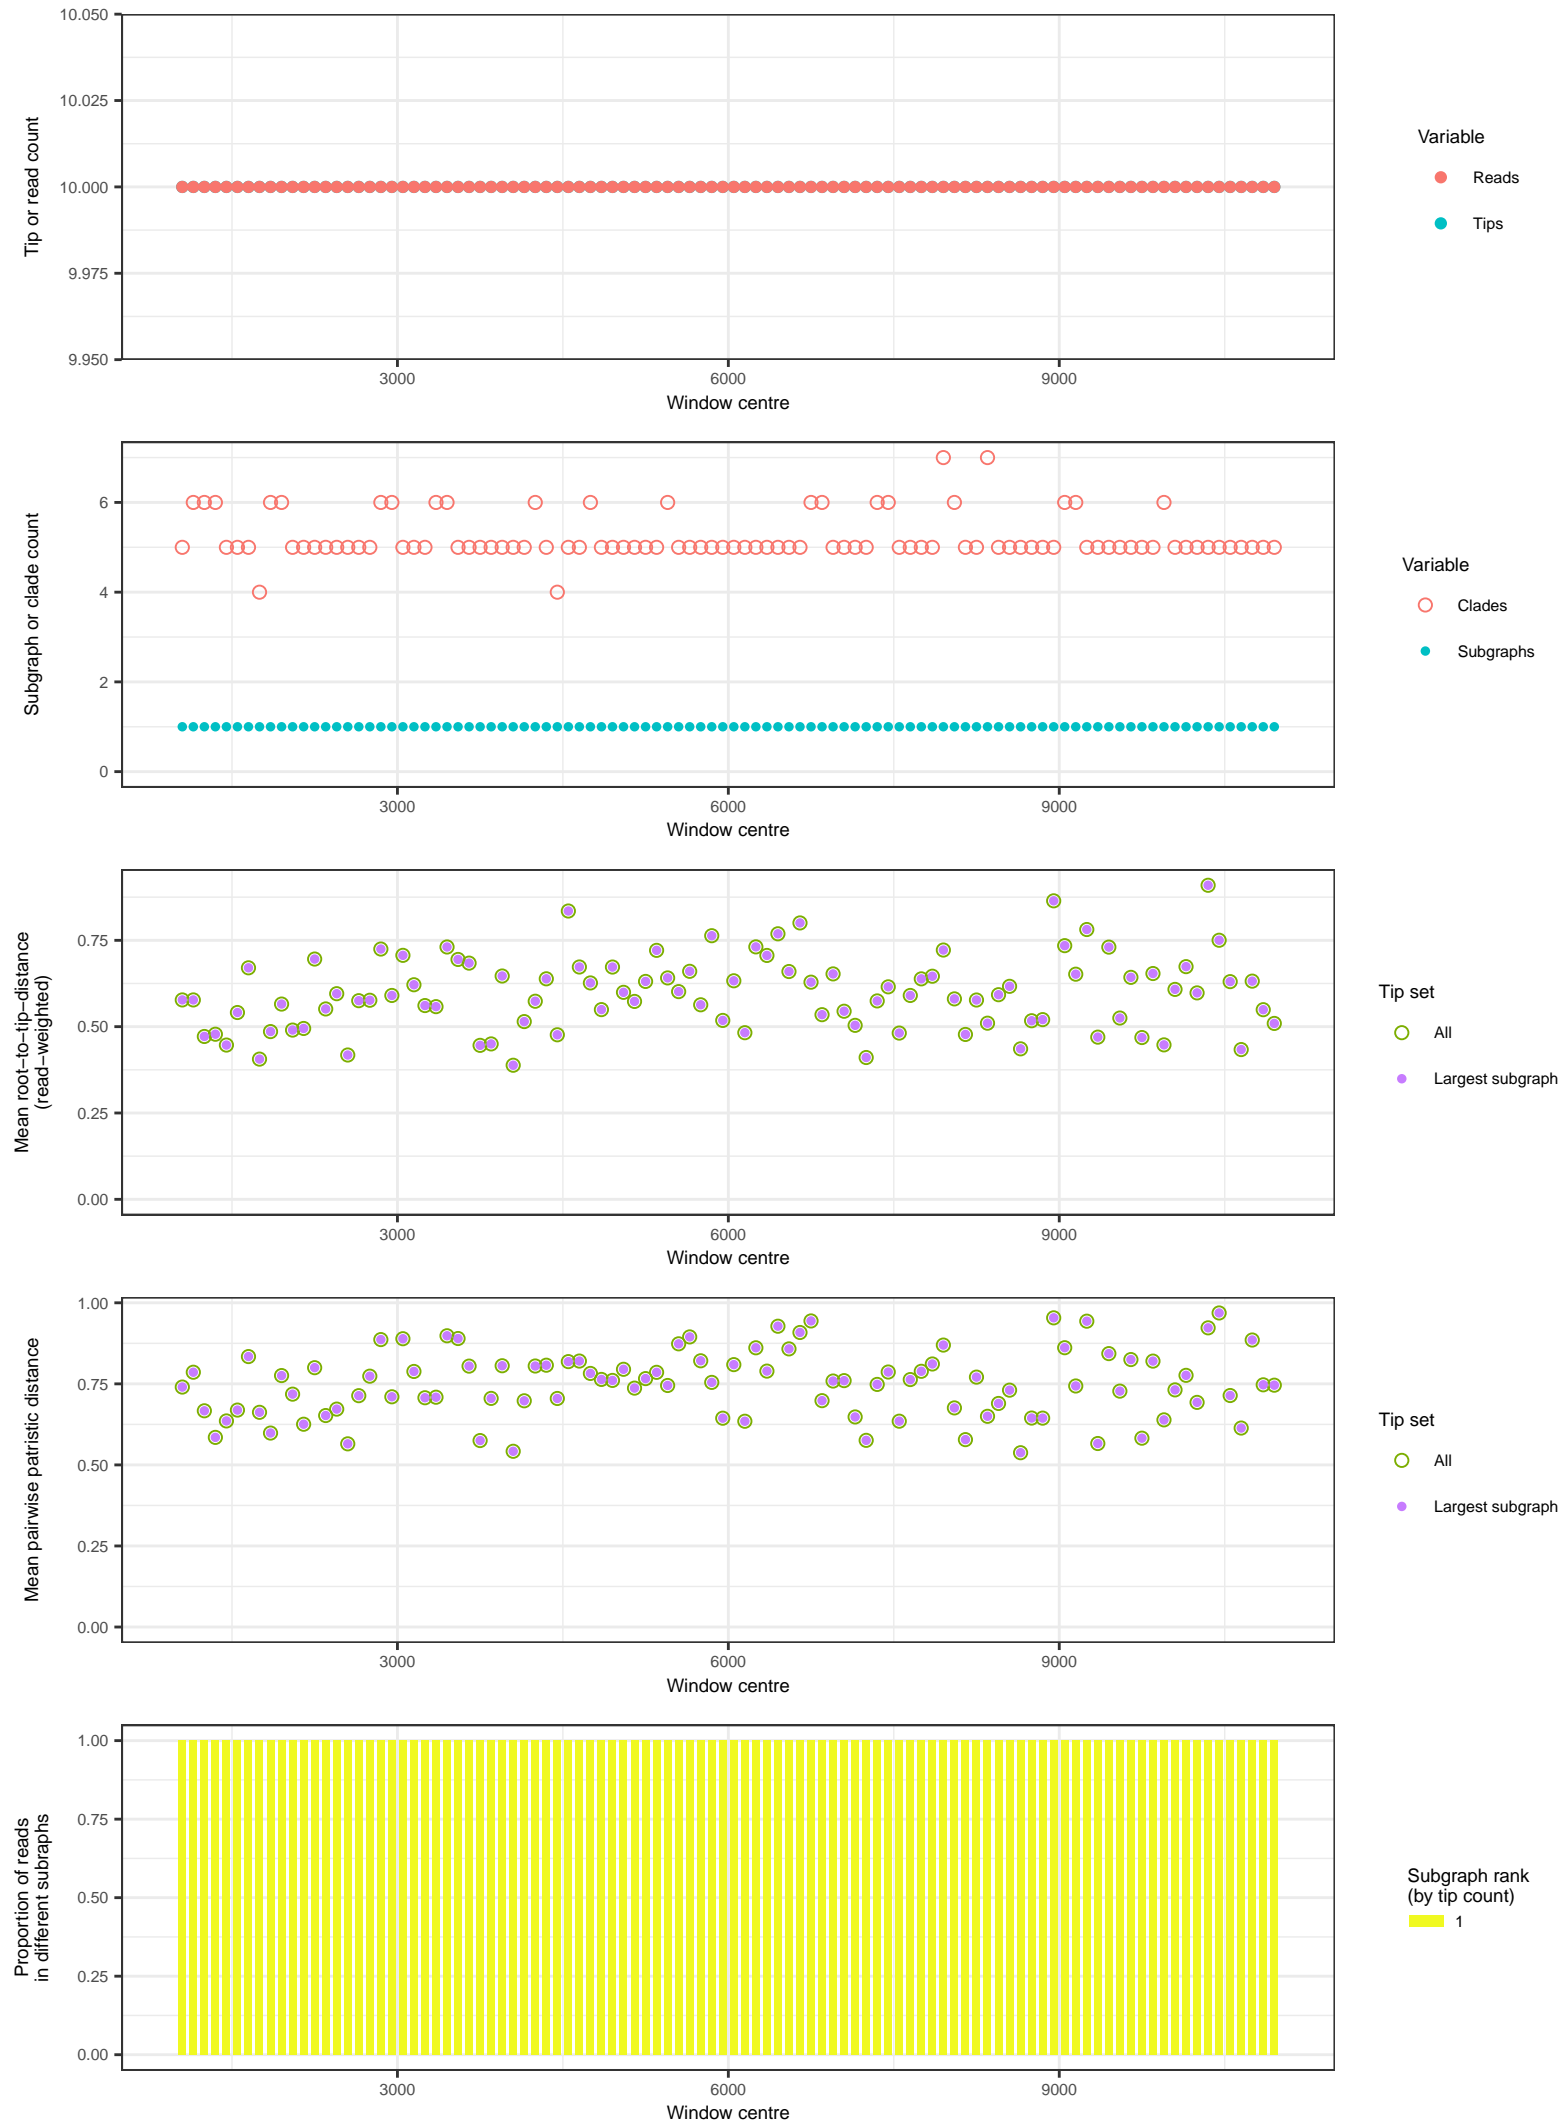 10.050
10.025
10.000
9.975
9.950
Tip or read count
3000
6000
9000
Window centre
Variable
Reads
Tips
6
4
2
0
Subgraph or clade count
3000
6000
9000
Window centre
Variable
Clades
Subgraphs
0.75
0.50
0.25
0.00
Mean root−to−tip−distance
(read−weighted)
3000
6000
9000
Window centre
Tip set
All
Largest subgraph
1.00
0.75
0.50
0.25
0.00
Mean pairwise patristic distance
3000
6000
9000
Window centre
Tip set
All
Largest subgraph
1.00
0.75
0.50
0.25
0.00
Proportion of reads
in different subraphs
3000
6000
9000
Window centre
Subgraph rank
(by tip count)
1